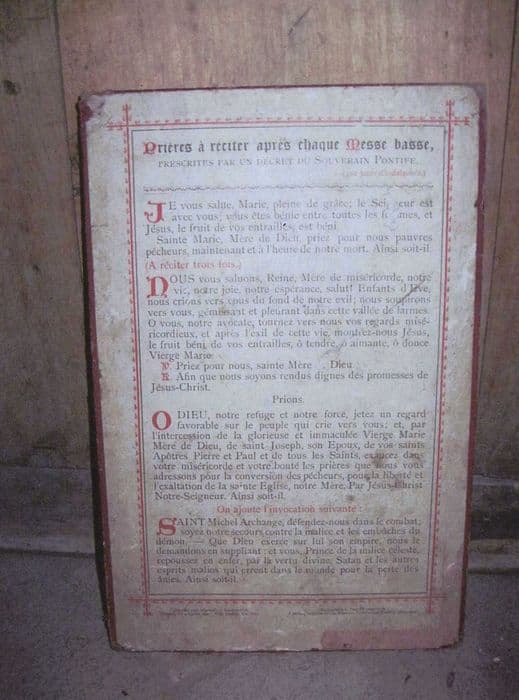 Prières à réciter après chaque Messe basse,
PRESCRITES PAR UN DÉCRET DU SOUVERAIN PONTIFE.
JE vous salue, Marie, pleine de grâce; le Sei eur est
avec vous; vous êtes bénie entre toutes les f mes, et
Jésus, le fruit de vos entrailles, est béni.
Sainte Marie, Mère de Dieu, priez pour nous pauvres
pécheurs, maintenant et à l'heure de notre mort. Ainsi soit-il.
(A réciter trois fois.)
NOUS vous saluons, Reine, Mère de miséricorde, notre
vie, notre joie, notre espérance, salut! Enfants d'Ève,
nous crions vers vous du fond de notre exil; nous soupirons
vers vous, gémissant et pleurant dans cette vallée de larmes.
O vous, notre avocate, tournez vers nous vos regards misé-
ricordieux, et après l'exil de cette vie, montrez-nous Jésus,
le fruit béni de vos entrailles, ô tendre, ô aimante, ô douce
Vierge Marie.
℣. Priez pour nous, sainte Mère Dieu
℟. Afin que nous soyons rendus dignes des promesses de
Jésus-Christ.
Prions.
O DIEU, notre refuge et notre force, jetez un regard
favorable sur le peuple qui crie vers vous; et, par
l'intercession de la glorieuse et immaculée Vierge Marie
Mère de Dieu, de saint Joseph, son Époux, de vos saints
Apôtres Pierre et Paul et de tous les Saints, exaucez dans
votre miséricorde et votre bonté les prières que nous vous
adressons pour la conversion des pécheurs, pour la liberté et
l'exaltation de la sainte Eglise, notre Mère. Par Jésus-Christ
Notre-Seigneur. Ainsi soit-il.
On ajoute l'invocation suivante :
SAINT Michel Archange, défendez-nous dans le combat;
soyez notre secours contre la malice et les embûches du
démon. — Que Dieu exerce sur lui son empire, nous le
demandons en suppliant; et vous, Prince de la milice céleste,
repoussez en enfer, par la vertu divine, Satan et les autres
esprits malins qui errent dans le monde pour la perte des
âmes. Ainsi soit-il.